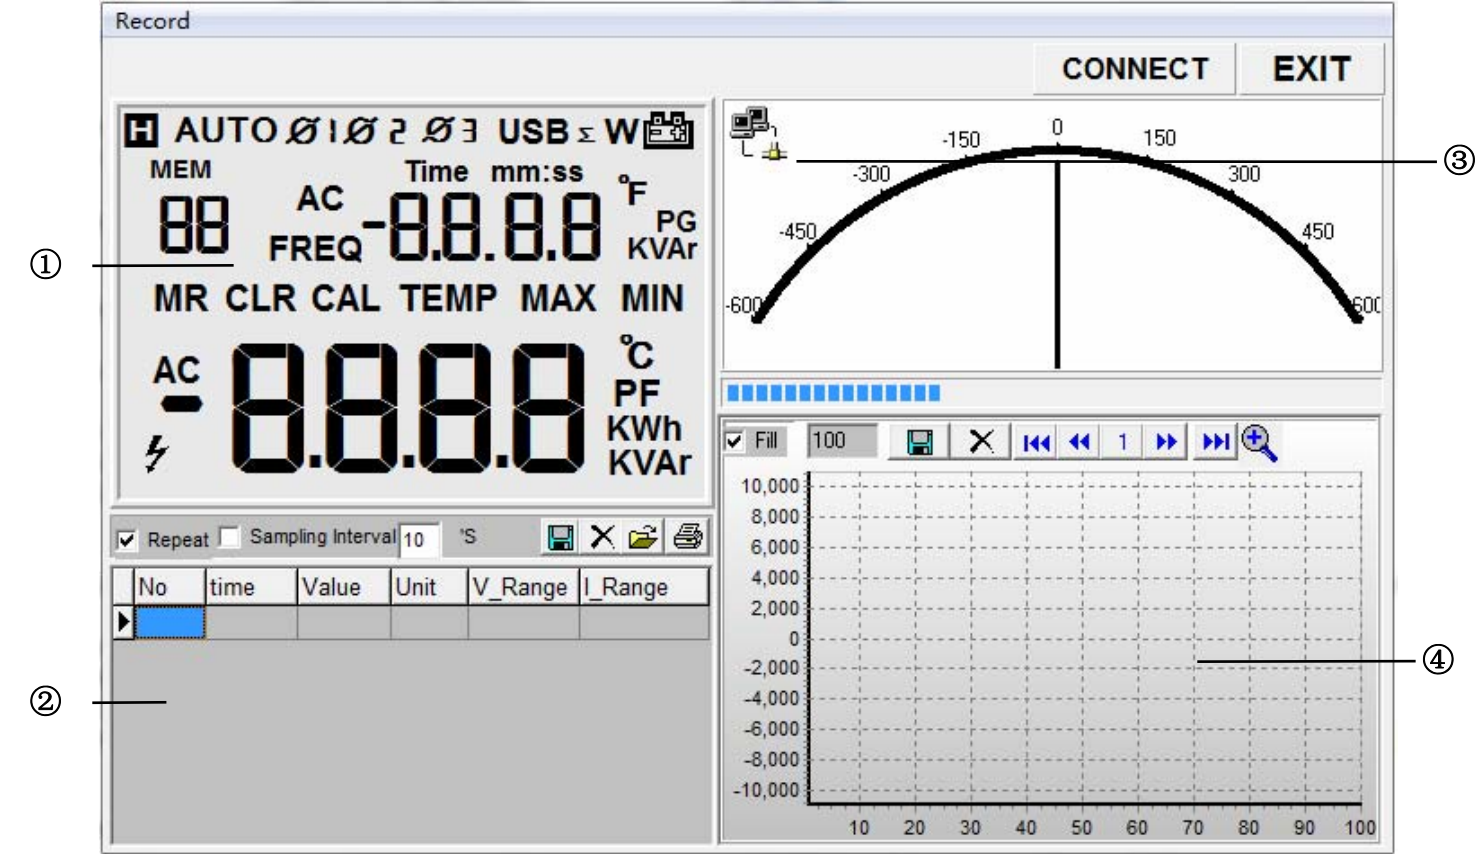 Record
CONNECT EXIT
H AUTO Ø1Ø2Ø3 USB Σ W
MEM
Time mm:ss
88
AC
-8.8.8.8
°F
PG
FREQ
KVAr
①
MR CLR CAL TEMP MAX MIN
AC
8.8.8.8
°C
PF
KWh
KVAr
Repeat Sampling Interval 10 'S
No time Value Unit V_Range I_Range
②
-600 -450 -300 -150 0 150 300 450 600
③
Fill 100 1
10,000
8,000
6,000
4,000
2,000
0
-2,000
-4,000
-6,000
-8,000
-10,000
10 20 30 40 50 60 70 80 90 100
④